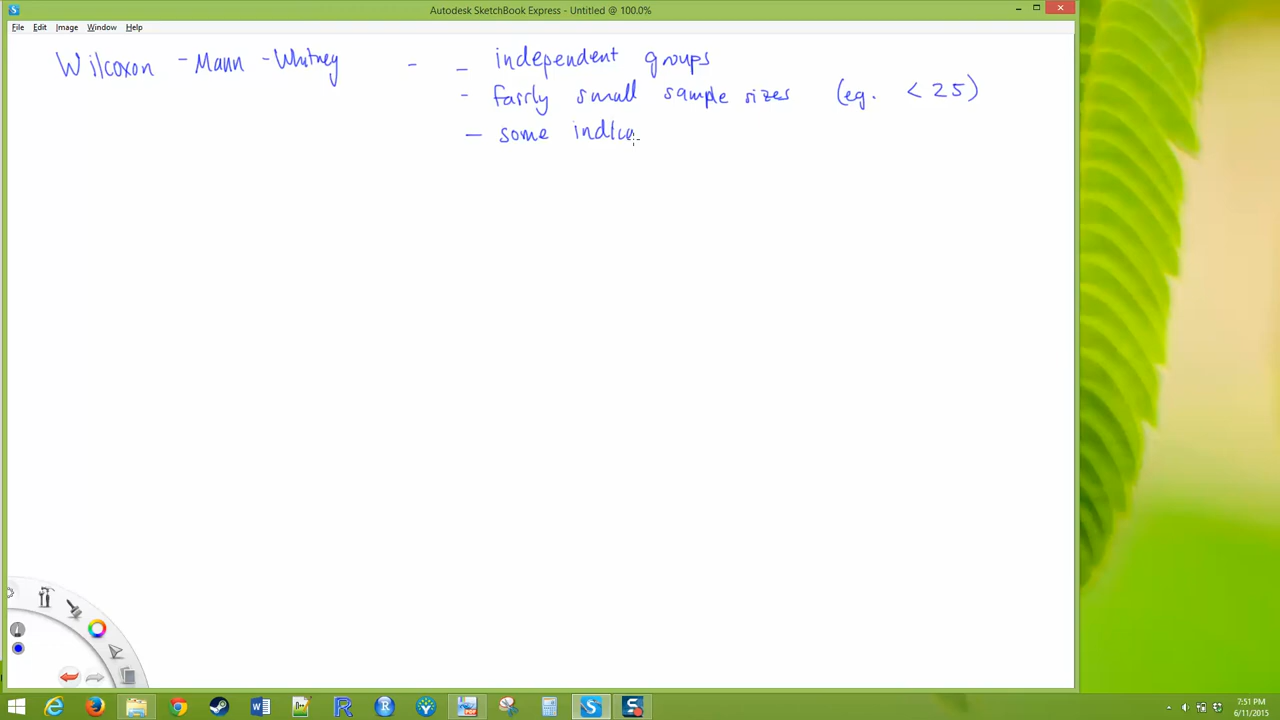 Autodesk SketchBook Express - Untitled @ 100.0%
File Edit Image Window Help
Wilcoxon - Mann - Whitney - - independent groups
- fairly small sample sizes (eg. < 25)
- some indica
7:51 PM
6/11/2015